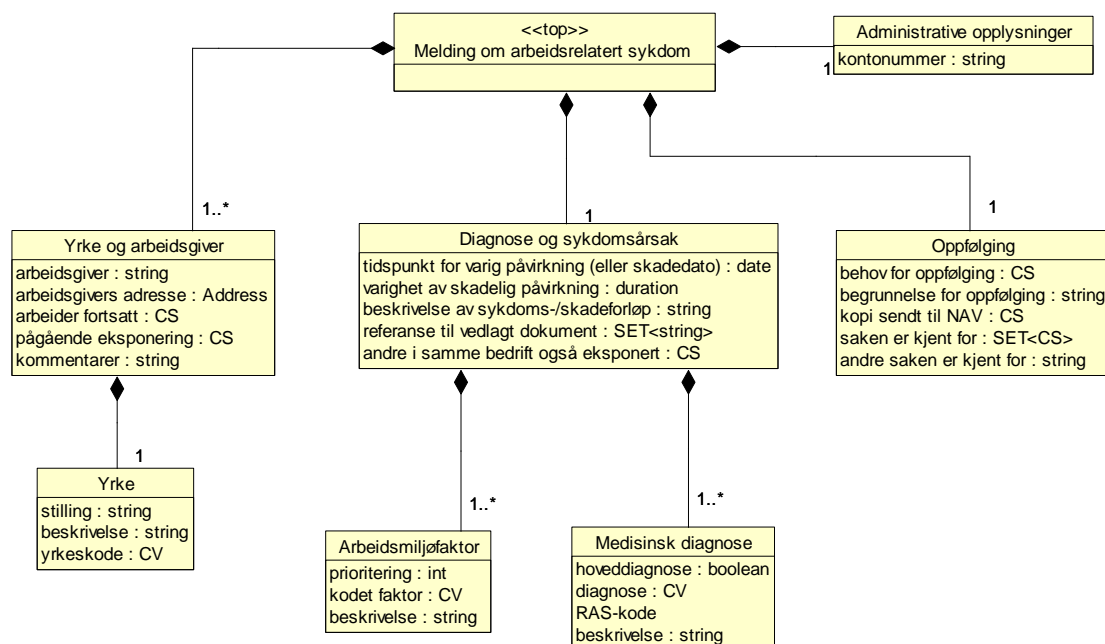 <<top>>
Melding om arbeidsrelatert sykdom
Administrative opplysninger
kontonummer : string
1
1..*
1
1
Yrke og arbeidsgiver
arbeidsgiver : string
arbeidsgivers adresse : Address
arbeider fortsatt : CS
pågående eksponering : CS
kommentarer : string
Diagnose og sykdomsårsak
tidspunkt for varig påvirkning (eller skadedato) : date
varighet av skadelig påvirkning : duration
beskrivelse av sykdoms-/skadeforløp : string
referanse til vedlagt dokument : SET<string>
andre i samme bedrift også eksponert : CS
Oppfølging
behov for oppfølging : CS
begrunnelse for oppfølging : string
kopi sendt til NAV : CS
saken er kjent for : SET<CS>
andre saken er kjent for : string
1
1..*
1..*
Yrke
stilling : string
beskrivelse : string
yrkeskode : CV
Arbeidsmiljøfaktor
prioritering : int
kodet faktor : CV
beskrivelse : string
Medisinsk diagnose
hoveddiagnose : boolean
diagnose : CV
RAS-kode
beskrivelse : string